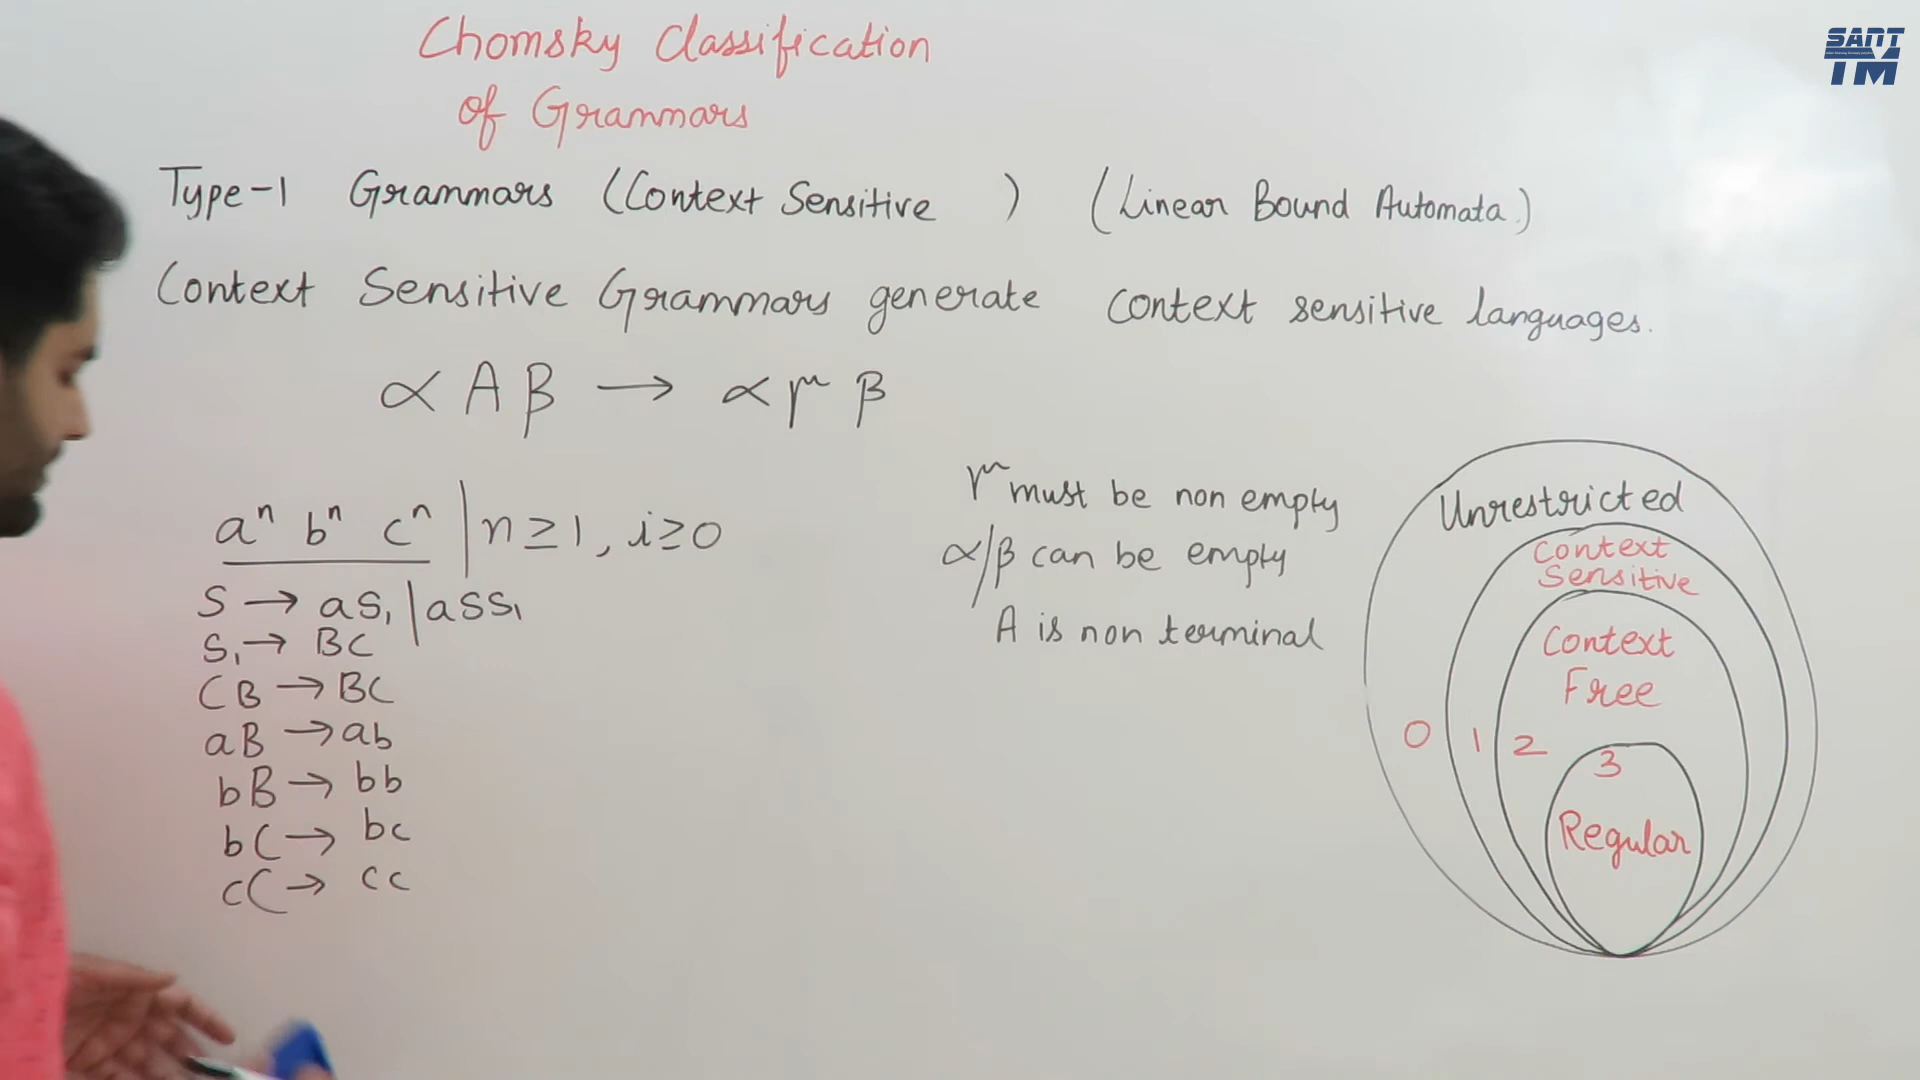 Chomsky Classification
of Grammars
SANT
TM
Type-1 Grammars (Context Sensitive ) (Linear Bound Automata.)
Context Sensitive Grammars generate context sensitive languages.
∝ A β → ∝ r β
aⁿ bⁿ cⁿ | n ≥ 1, i ≥ 0
S → aS₁ | aSS₁
S₁ → BC
CB → BC
aB → ab
bB → bb
bC → bc
cC → cc
r must be non empty
∝/β can be empty
A is non terminal
Unrestricted
Context
Sensitive
Context
Free
0 1 2 3
Regular